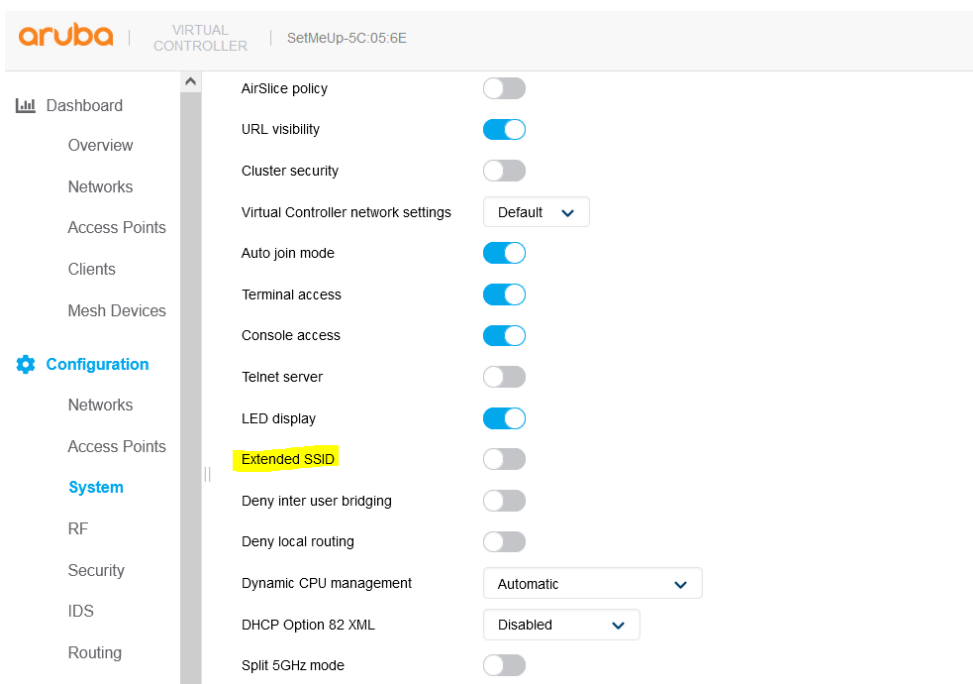 aruba
VIRTUAL
CONTROLLER
SetMeUp-5C:05:6E
Dashboard
Overview
Networks
Access Points
Clients
Mesh Devices
Configuration
Networks
Access Points
System
RF
Security
IDS
Routing
AirSlice policy
URL visibility
Cluster security
Virtual Controller network settings Default
Auto join mode
Terminal access
Console access
Telnet server
LED display
Extended SSID
Deny inter user bridging
Deny local routing
Dynamic CPU management Automatic
DHCP Option 82 XML Disabled
Split 5GHz mode